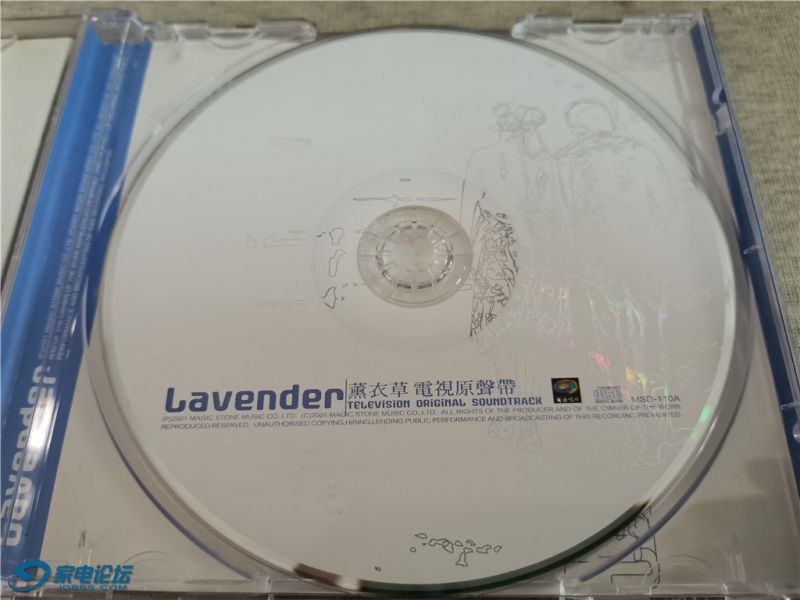 Lavender 薰衣草 電視原聲帶
TELEVISION ORIGINAL SOUNDTRACK
MSD-110A
(P)2001 MAGIC STONE MUSIC CO.,LTD. (C)2001 MAGIC STONE MUSIC CO.,LTD. ALL RIGHTS OF THE PRODUCER AND OF THE OWNER OF THE WORK
REPRODUCED RESERVED. UNAUTHORISED COPYING,HIRING,LENDING PUBLIC PERFORMANCE AND BROADCASTING OF THIS RECORDING PROHIBITED.
Lavender
家电论坛
JDBBS.COM